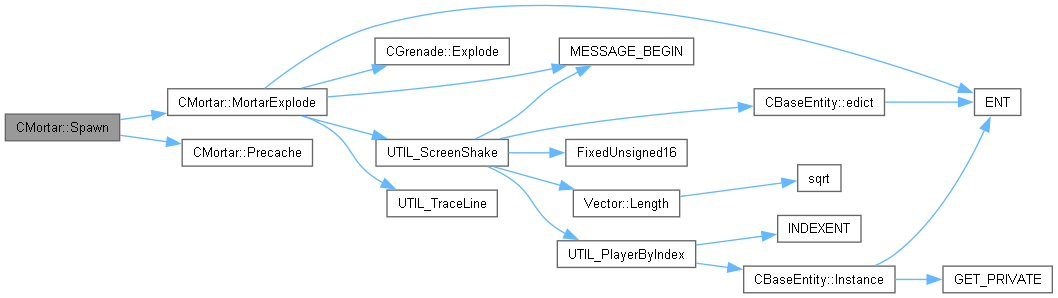 CMortar::Spawn
CMortar::MortarExplode
CMortar::Precache
CGrenade::Explode
UTIL_ScreenShake
UTIL_TraceLine
MESSAGE_BEGIN
FixedUnsigned16
Vector::Length
UTIL_PlayerByIndex
CBaseEntity::edict
sqrt
INDEXENT
CBaseEntity::Instance
ENT
GET_PRIVATE